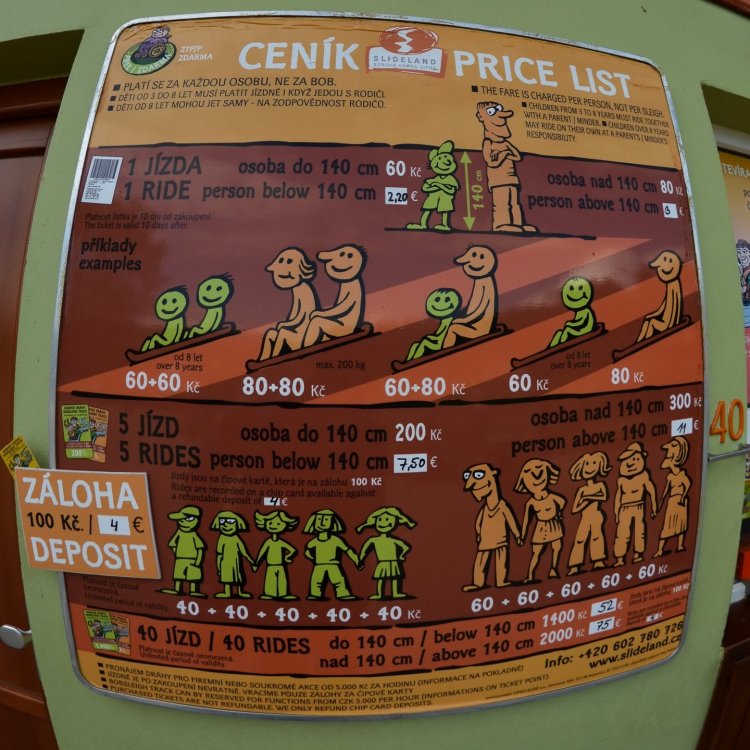 ZTP/P
ZDARMA
CENÍK
SLIDELAND
BOBOVÁ DRÁHA LIPNO
PRICE LIST
PLATÍ SE ZA KAŽDOU OSOBU, NE ZA BOB.
DĚTI OD 3 DO 8 LET MUSÍ PLATIT JÍZDNÉ I KDYŽ JEDOU S RODIČI.
DĚTI OD 8 LET MOHOU JET SAMY - NA ZODPOVĚDNOST RODIČŮ.
THE FARE IS CHARGED PER PERSON, NOT PER SLEIGH.
CHILDREN FROM 3 TO 8 YEARS MUST RIDE TOGETHER
WITH A PARENT / MINDER. CHILDREN OVER 8 YEARS
MAY RIDE ON THEIR OWN AT A PARENT'S / MINDER'S
RESPONSIBILITY.
1 JÍZDA osoba do 140 cm 60 Kč
1 RIDE person below 140 cm 2,20 €
140 cm
osoba nad 140 cm 80 Kč
person above 140 cm 3 €
Platnost lístku je 10 dní od zakoupení.
The ticket is valid 10 days after.
příklady
examples
od 8 let
over 8 years
60+60 Kč
max. 200 kg
80+80 Kč
60+80 Kč
od 8 let
over 8 years
60 Kč
80 Kč
5 JÍZD osoba do 140 cm 200 Kč
5 RIDES person below 140 cm 7,50 €
osoba nad 140 cm 300 Kč
person above 140 cm 11 €
Jízdy jsou na čipové kartě, která je na zálohu 100 Kč
Rides are recorded on a chip card available against
a refundable deposit of 4 €
ZÁLOHA
100 Kč. / 4 €
DEPOSIT
Platnost je časově
neomezená.
Unlimited period of validity.
40 + 40 + 40 + 40 + 40 Kč
60 + 60 + 60 + 60 + 60 Kč
40 JÍZD / 40 RIDES
Platnost je časově neomezená.
Unlimited period of validity.
do 140 cm / below 140 cm 1400 Kč 52 €
nad 140 cm / above 140 cm 2000 Kč 75 €
PRONÁJEM DRÁHY PRO FIREMNÍ NEBO SOUKROMÉ AKCE OD 5.000 KČ ZA HODINU (INFORMACE NA POKLADNĚ)
JÍZDNÉ JE PO ZAKOUPENÍ NEVRATNÉ. VRACÍME POUZE ZÁLOHY ZA ČIPOVÉ KARTY
BOBSLEIGH TRACK CAN BY RESERVED FOR FUNCTIONS FROM CZK 5.000 PER HOUR (INFORMATIONS ON TICKET POINT).
PURCHASED TICKETS ARE NOT REFUNDABLE. WE ONLY REFUND CHIP CARD DEPOSITS.
Info: +420 602 780 726
www.slideland.cz
40